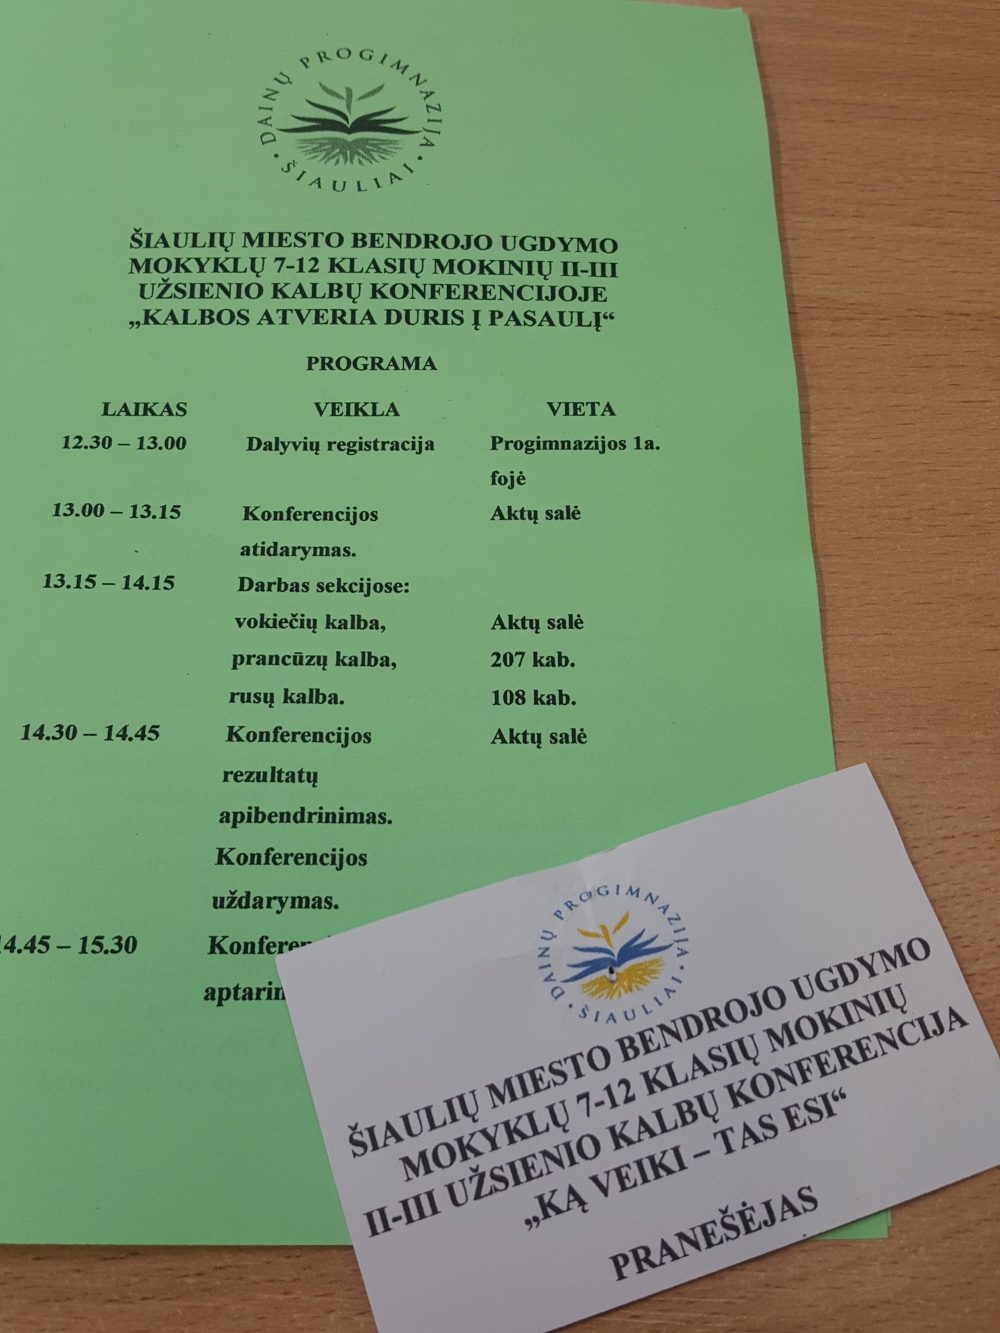 DAINŲ PROGIMNAZIJA
• ŠIAULIAI •
ŠIAULIŲ MIESTO BENDROJO UGDYMO
MOKYKLŲ 7-12 KLASIŲ MOKINIŲ II-III
UŽSIENIO KALBŲ KONFERENCIJOJE
„KALBOS ATVERIA DURIS Į PASAULĮ“
PROGRAMA
LAIKAS VEIKLA VIETA
12.30 – 13.00 Dalyvių registracija Progimnazijos 1a.
fojė
13.00 – 13.15 Konferencijos Aktų salė
atidarymas.
13.15 – 14.15 Darbas sekcijose:
vokiečių kalba, Aktų salė
prancūzų kalba, 207 kab.
rusų kalba. 108 kab.
14.30 – 14.45 Konferencijos Aktų salė
rezultatų
apibendrinimas.
Konferencijos
uždarymas.
14.45 – 15.30
DAINŲ PROGIMNAZIJA
• ŠIAULIAI •
ŠIAULIŲ MIESTO BENDROJO UGDYMO
MOKYKLŲ 7-12 KLASIŲ MOKINIŲ
II-III UŽSIENIO KALBŲ KONFERENCIJA
„KĄ VEIKI – TAS ESI“
PRANEŠĖJAS